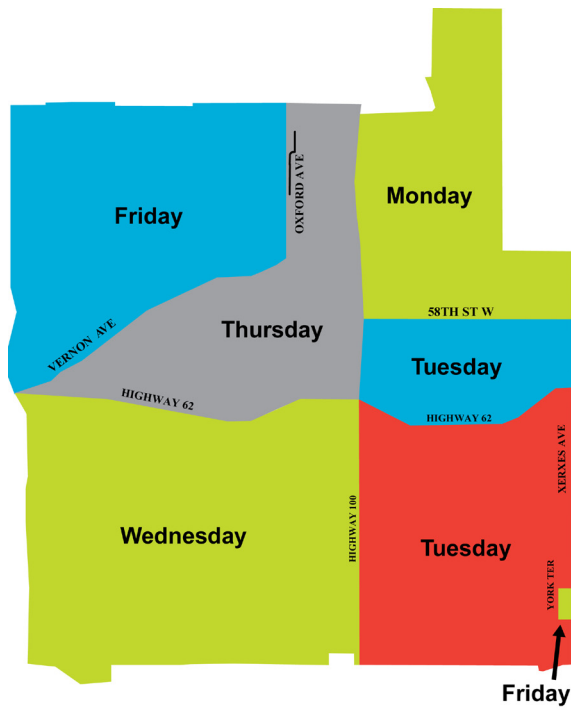 Friday
OXFORD AVE
Monday
58TH ST W
VERNON AVE
Thursday
Tuesday
HIGHWAY 62
HIGHWAY 62
XERXES AVE
Wednesday
HIGHWAY 100
Tuesday
YORK TER
Friday